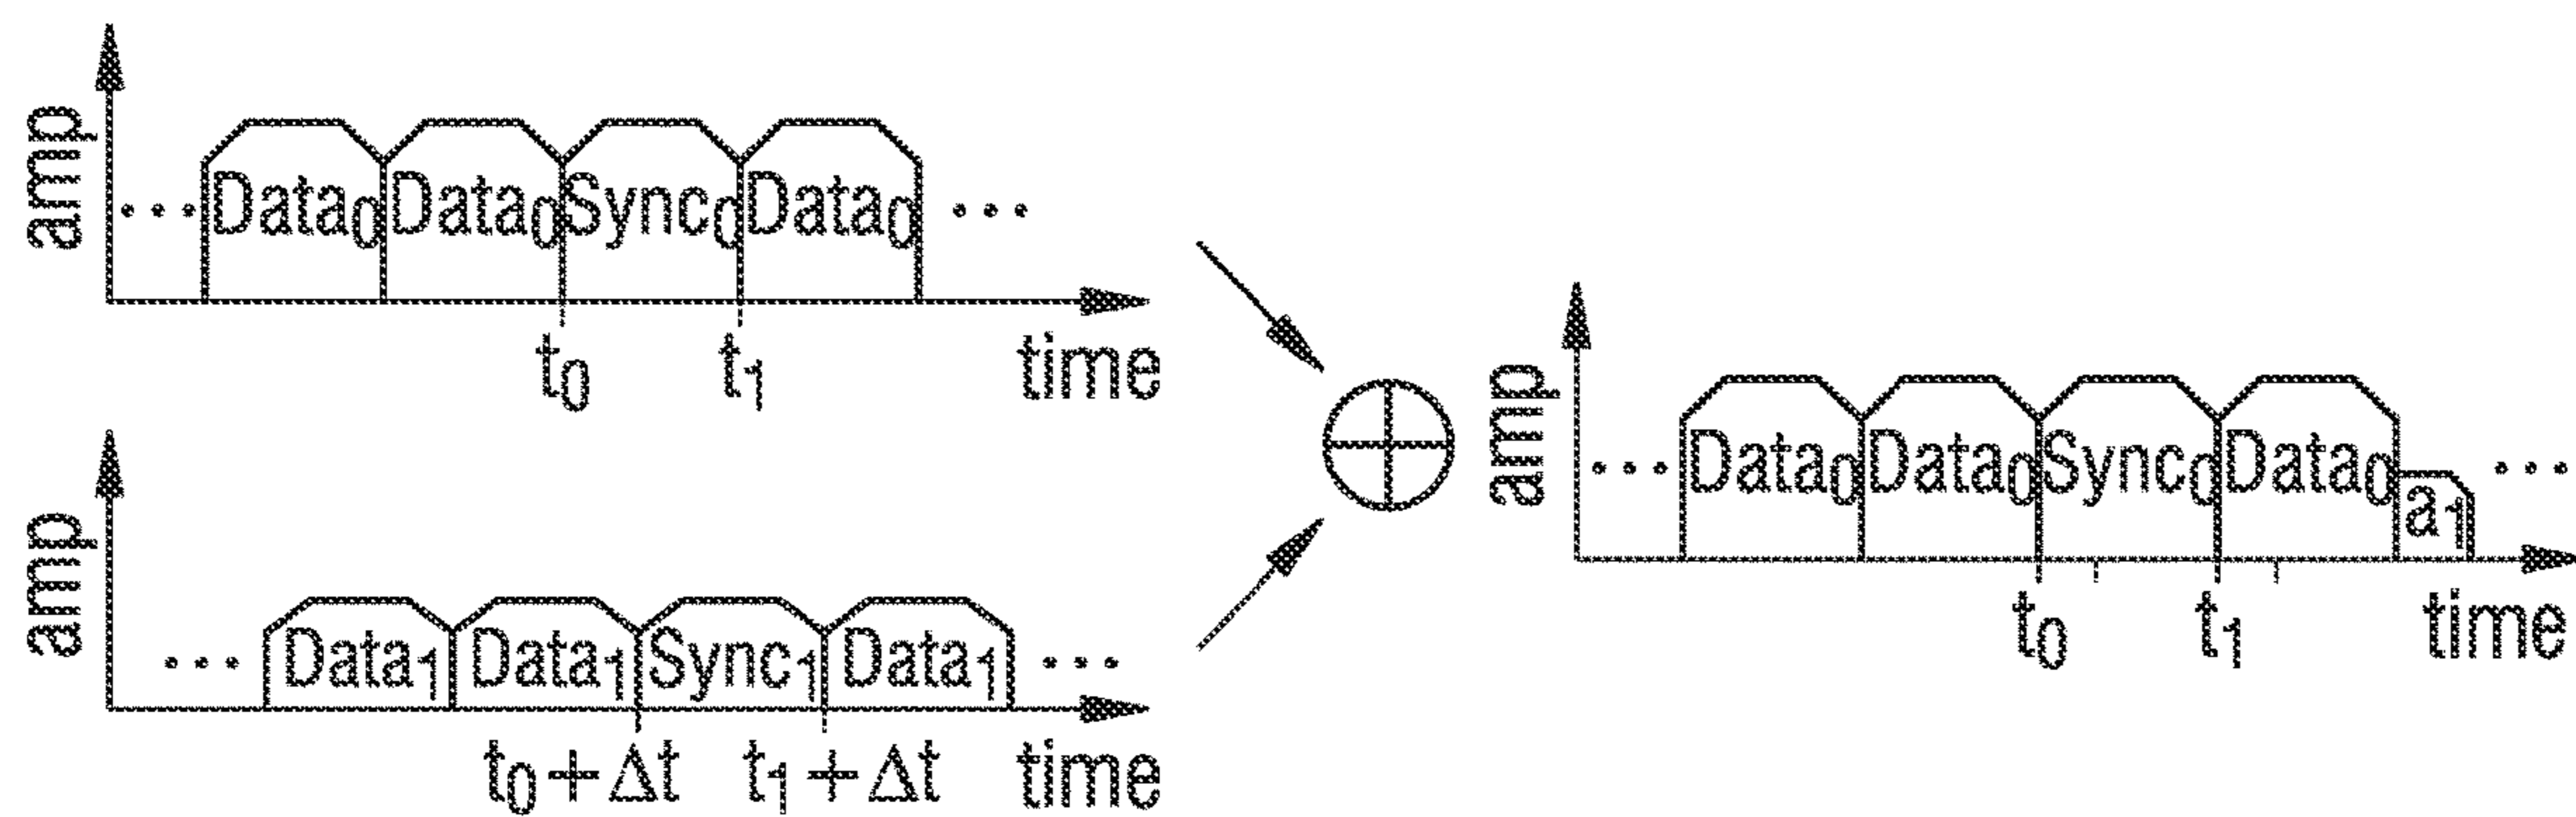 amp
... Data₀ Data₀ Sync₀ Data₀ ...
t₀ t₁ time
amp
... Data₁ Data₁ Sync₁ Data₁ ...
t₀+Δt t₁+Δt time
amp
... Data₀ Data₀ Sync₀ Data₀ a₁ ...
t₀ t₁ time